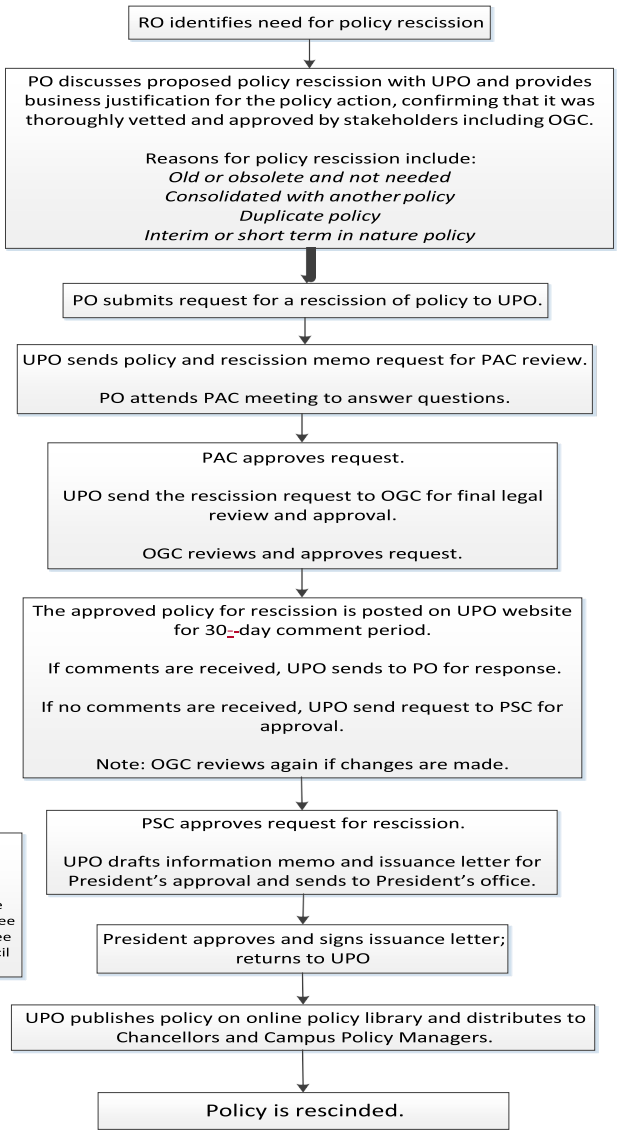 RO identifies need for policy rescission
PO discusses proposed policy rescission with UPO and provides
business justification for the policy action, confirming that it was
thoroughly vetted and approved by stakeholders including OGC.
Reasons for policy rescission include:
Old or obsolete and not needed
Consolidated with another policy
Duplicate policy
Interim or short term in nature policy
PO submits request for a rescission of policy to UPO.
UPO sends policy and rescission memo request for PAC review.
PO attends PAC meeting to answer questions.
PAC approves request.
UPO send the rescission request to OGC for final legal
review and approval.
OGC reviews and approves request.
The approved policy for rescission is posted on UPO website
for 30--day comment period.
If comments are received, UPO sends to PO for response.
If no comments are received, UPO send request to PSC for
approval.
Note: OGC reviews again if changes are made.
PSC approves request for rescission.
UPO drafts information memo and issuance letter for
President’s approval and sends to President’s office.
President approves and signs issuance letter;
returns to UPO
UPO publishes policy on online policy library and distributes to
Chancellors and Campus Policy Managers.
Policy is rescinded.